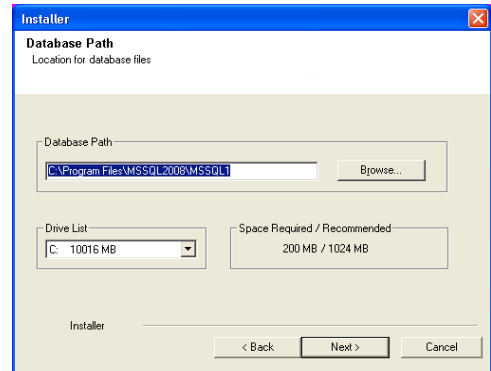 Installer
Database Path
Location for database files
Database Path
C:\Program Files\MSSQL2008\MSSQL1
Browse...
Drive List
C: 10016 MB
Space Required / Recommended
200 MB / 1024 MB
Installer
< Back
Next >
Cancel